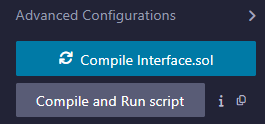 Advanced Configurations
Compile Interface.sol
Compile and Run script